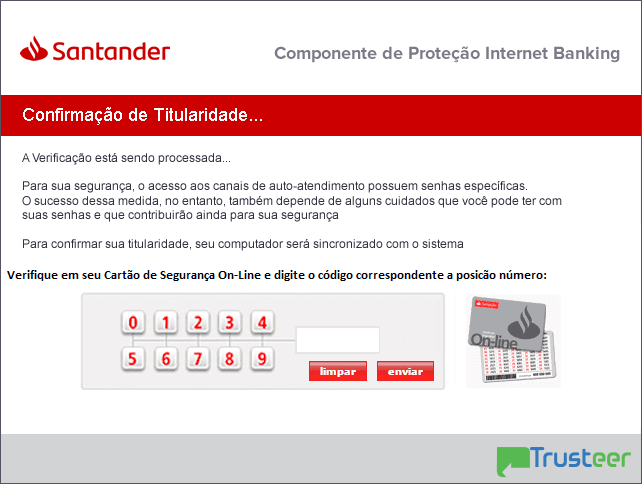 Santander
Componente de Proteção Internet Banking
Confirmação de Titularidade...
A Verificação está sendo processada...
Para sua segurança, o acesso aos canais de auto-atendimento possuem senhas específicas.
O sucesso dessa medida, no entanto, também depende de alguns cuidados que você pode ter com
suas senhas e que contribuirão ainda para sua segurança
Para confirmar sua titularidade, seu computador será sincronizado com o sistema
Verifique em seu Cartão de Segurança On-Line e digite o código correspondente a posicão número:
0 1 2 3 4
5 6 7 8 9
limpar enviar
Santander
On-line
Trusteer